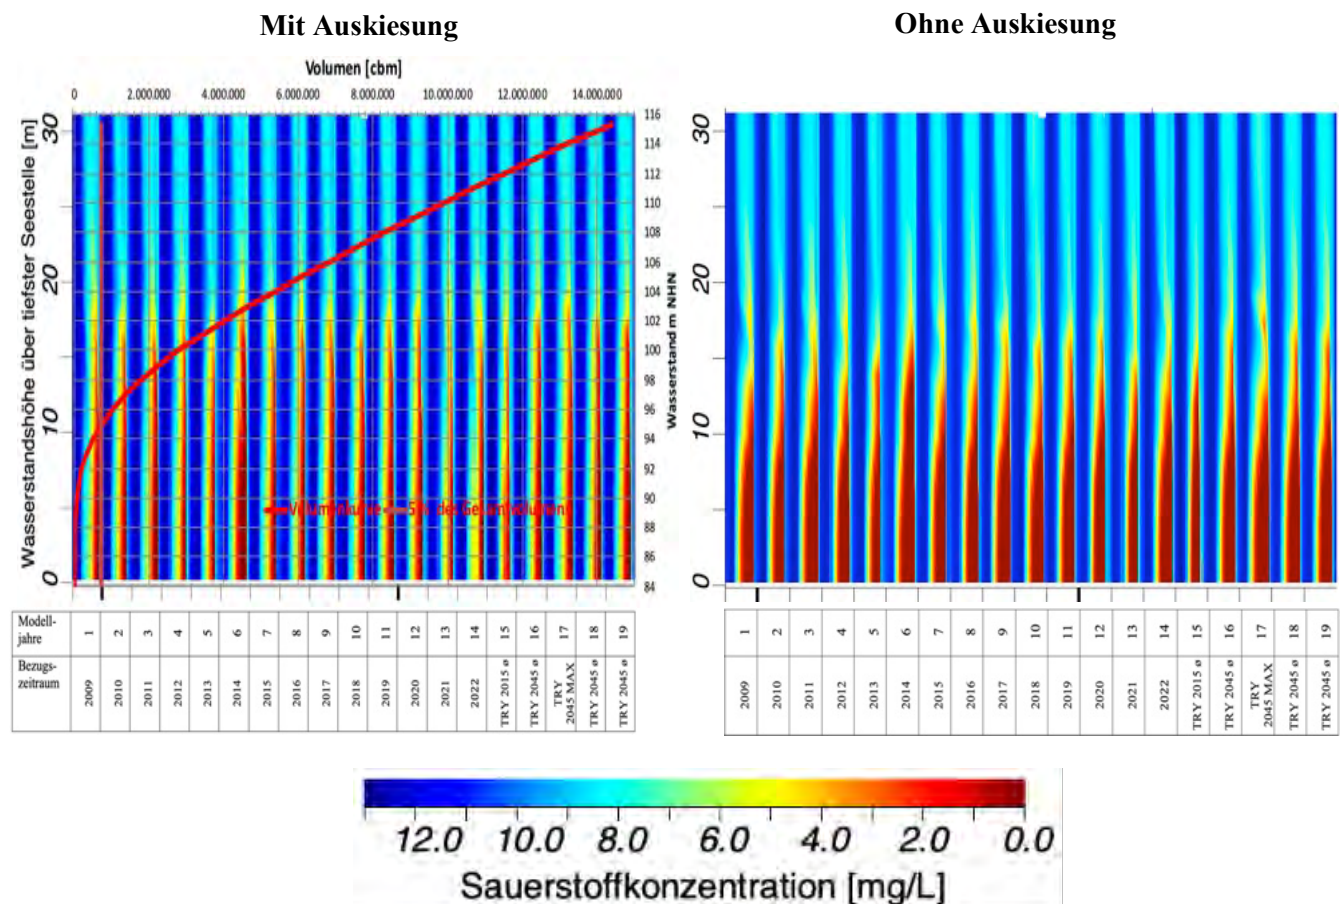 Mit Auskiesung
Ohne Auskiesung
Volumen [cbm]
0 2.000.000 4.000.000 6.000.000 8.000.000 10.000.000 12.000.000 14.000.000
Wasserstandshöhe über tiefster Seestelle [m]
30
20
10
0
116
114
112
110
108
106
104
102
100
98
96
94
92
90
88
86
84
Wasserstand m NHN
Volumenkurve 5% des Gesamtvolumens
30
20
10
0
Modell-
jahre
1 2 3 4 5 6 7 8 9 10 11 12 13 14 15 16 17 18 19
Bezugs-
zeitraum
2009 2010 2011 2012 2013 2014 2015 2016 2017 2018 2019 2020 2021 2022 TRY 2015 ø TRY 2045 ø TRY 2045 MAX TRY 2045 ø TRY 2045 ø
1 2 3 4 5 6 7 8 9 10 11 12 13 14 15 16 17 18 19
2009 2010 2011 2012 2013 2014 2015 2016 2017 2018 2019 2020 2021 2022 TRY 2015 ø TRY 2045 ø TRY 2045 MAX TRY 2045 ø TRY 2045 ø
12.0 10.0 8.0 6.0 4.0 2.0 0.0
Sauerstoffkonzentration [mg/L]